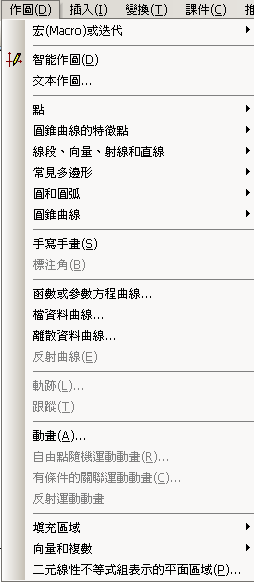 作圖(D) 插入(I) 變換(T) 課件(C)
宏(Macro)或迭代
智能作圖(D)
文本作圖...
點
圓錐曲線的特徵點
線段、向量、射線和直線
常見多邊形
圓和圓弧
圓錐曲線
手寫手畫(S)
標注角(B)
函數或參數方程曲線...
檔資料曲線...
離散資料曲線...
反射曲線(E)
軌跡(L)...
跟蹤(T)
動畫(A)...
自由點隨機運動動畫(R)...
有條件的關聯運動動畫(C)...
反射運動動畫
填充區域
向量和複數
二元線性不等式組表示的平面區域(P)...